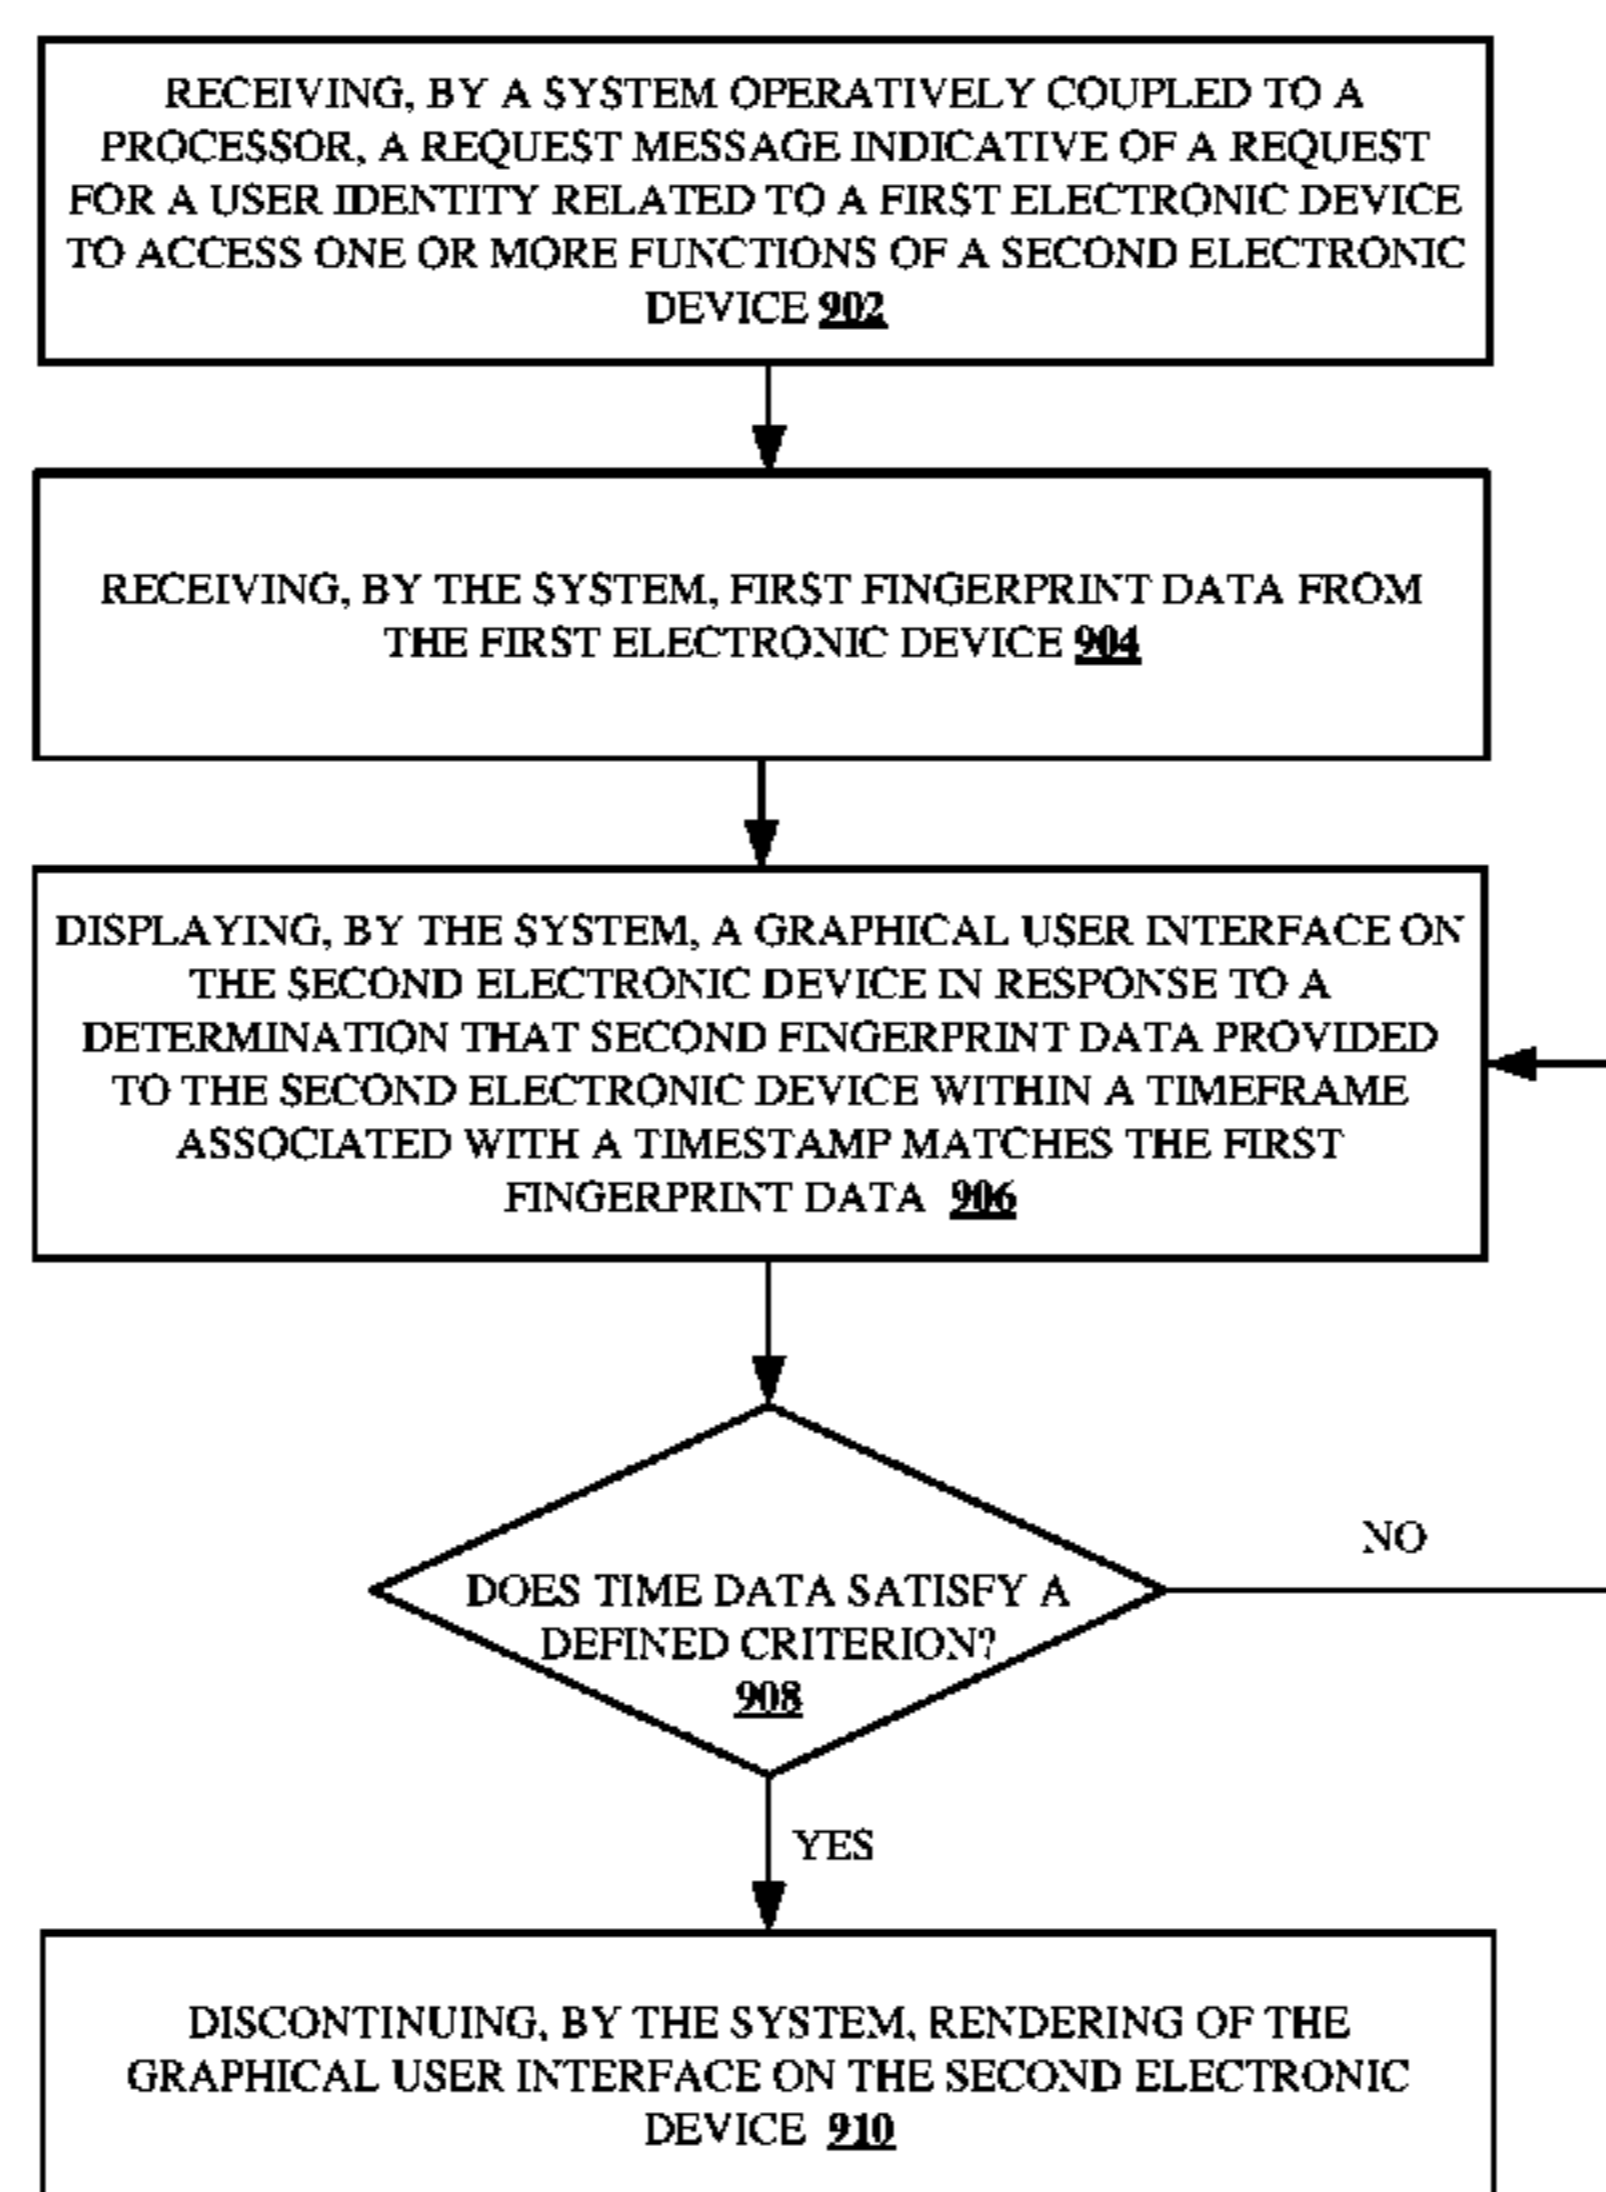 RECEIVING, BY A SYSTEM OPERATIVELY COUPLED TO A
PROCESSOR, A REQUEST MESSAGE INDICATIVE OF A REQUEST
FOR A USER IDENTITY RELATED TO A FIRST ELECTRONIC DEVICE
TO ACCESS ONE OR MORE FUNCTIONS OF A SECOND ELECTRONIC
DEVICE 902
RECEIVING, BY THE SYSTEM, FIRST FINGERPRINT DATA FROM
THE FIRST ELECTRONIC DEVICE 904
DISPLAYING, BY THE SYSTEM, A GRAPHICAL USER INTERFACE ON
THE SECOND ELECTRONIC DEVICE IN RESPONSE TO A
DETERMINATION THAT SECOND FINGERPRINT DATA PROVIDED
TO THE SECOND ELECTRONIC DEVICE WITHIN A TIMEFRAME
ASSOCIATED WITH A TIMESTAMP MATCHES THE FIRST
FINGERPRINT DATA 906
NO
DOES TIME DATA SATISFY A
DEFINED CRITERION?
908
YES
DISCONTINUING, BY THE SYSTEM, RENDERING OF THE
GRAPHICAL USER INTERFACE ON THE SECOND ELECTRONIC
DEVICE 910